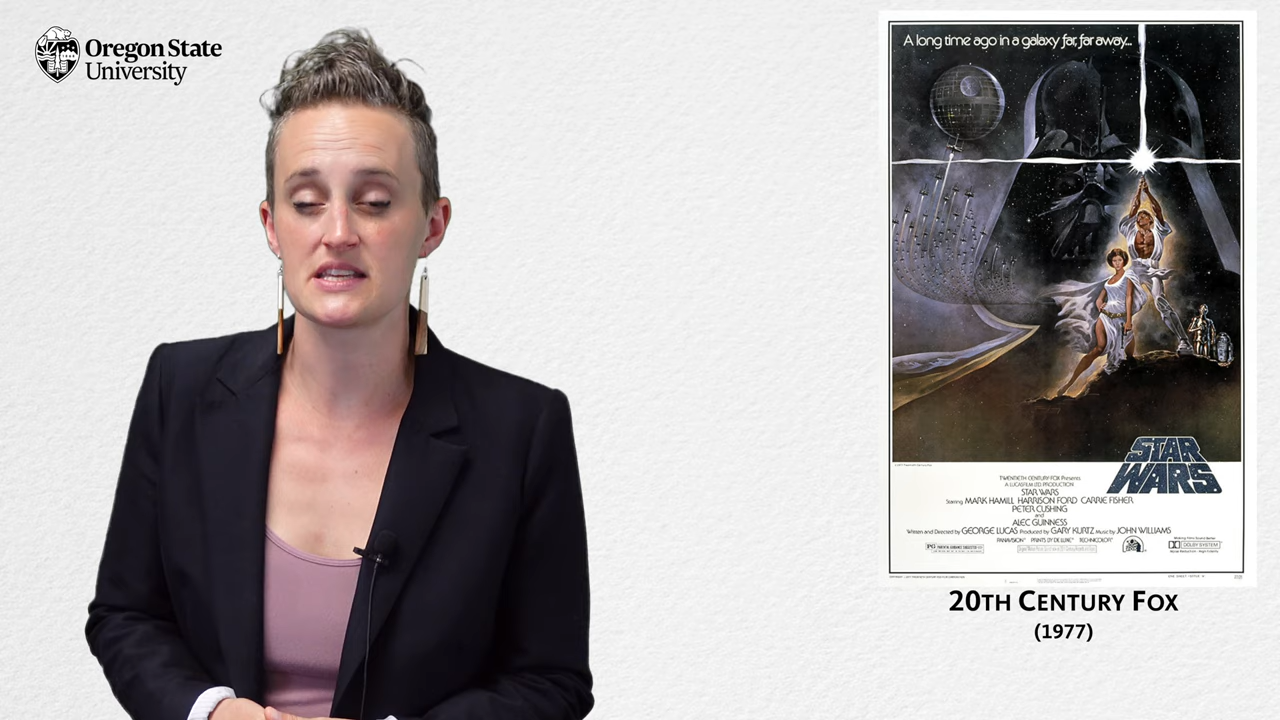 Oregon State
University
A long time ago in a galaxy far, far away...
STAR
WARS
TWENTIETH CENTURY-FOX Presents
A LUCASFILM LTD. PRODUCTION
STAR WARS
Starring MARK HAMILL HARRISON FORD CARRIE FISHER
PETER CUSHING
and
ALEC GUINNESS
Written and Directed by GEORGE LUCAS Produced by GARY KURTZ Music by JOHN WILLIAMS
PANAVISION® PRINTS BY DE LUXE® TECHNICOLOR®
PG
DOLBY SYSTEM
20TH CENTURY FOX
(1977)